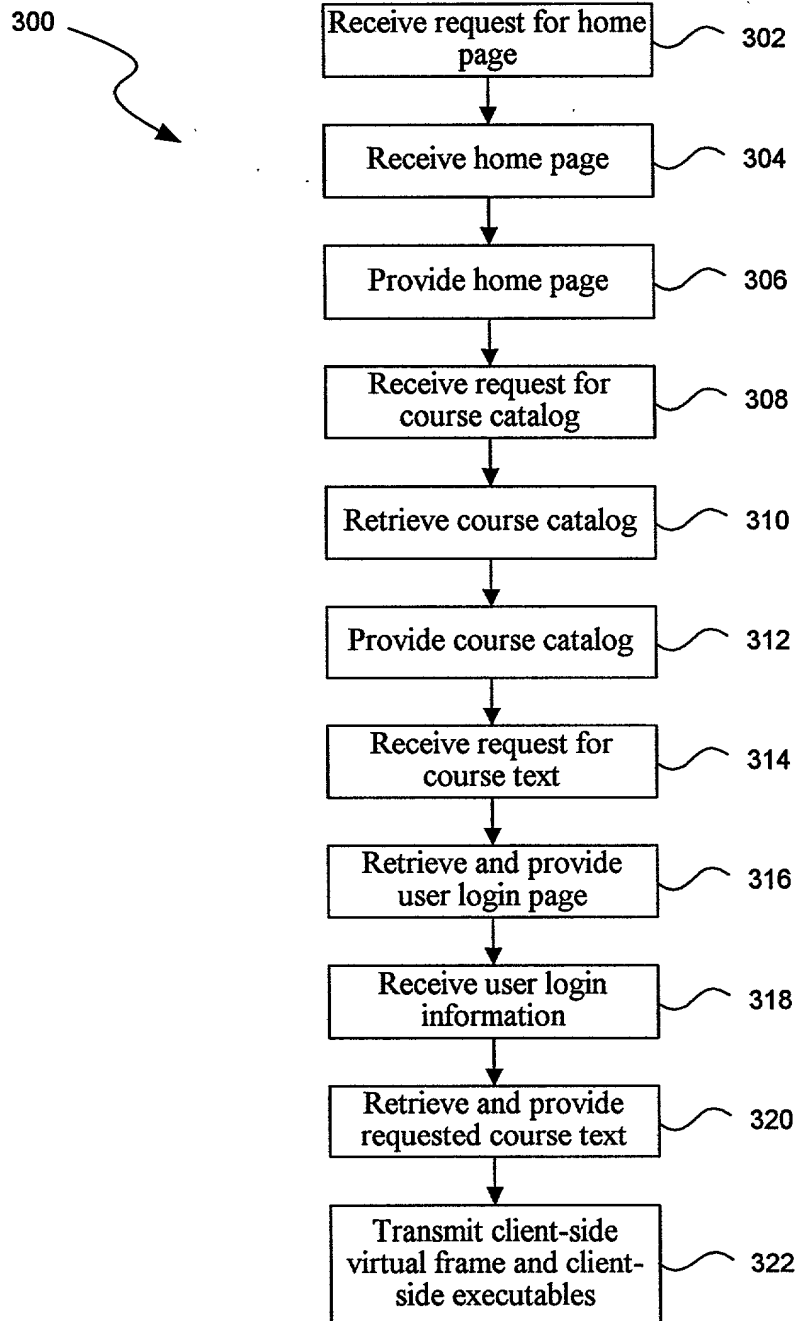 300
Receive request for home
page
302
Receive home page
304
Provide home page
306
Receive request for
course catalog
308
Retrieve course catalog
310
Provide course catalog
312
Receive request for
course text
314
Retrieve and provide
user login page
316
Receive user login
information
318
Retrieve and provide
requested course text
320
Transmit client-side
virtual frame and client-
side executables
322